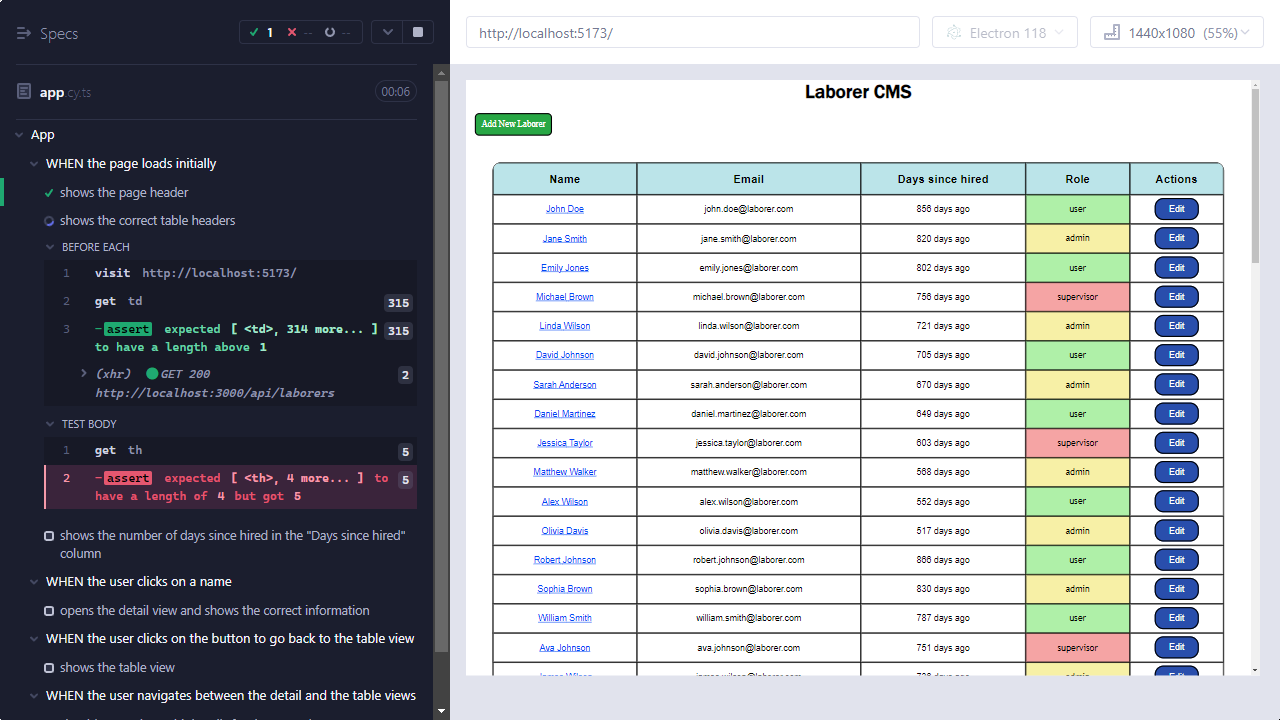 Specs
1
--
--
http://localhost:5173/
Electron 118
1440x1080 (55%)
app.cy.ts
00:06
App
WHEN the page loads initially
shows the page header
shows the correct table headers
BEFORE EACH
1 visit http://localhost:5173/
2 get td 315
3 -assert expected [ <td>, 314 more... ] 315
to have a length above 1
(xhr) GET 200 2
http://localhost:3000/api/laborers
TEST BODY
1 get th 5
2 -assert expected [ <th>, 4 more... ] to 5
have a length of 4 but got 5
shows the number of days since hired in the "Days since hired"
column
WHEN the user clicks on a name
opens the detail view and shows the correct information
WHEN the user clicks on the button to go back to the table view
shows the table view
WHEN the user navigates between the detail and the table views
Laborer CMS
Add New Laborer
Name Email Days since hired Role Actions
John Doe john.doe@laborer.com 856 days ago user Edit
Jane Smith jane.smith@laborer.com 820 days ago admin Edit
Emily Jones emily.jones@laborer.com 802 days ago user Edit
Michael Brown michael.brown@laborer.com 756 days ago supervisor Edit
Linda Wilson linda.wilson@laborer.com 721 days ago admin Edit
David Johnson david.johnson@laborer.com 705 days ago user Edit
Sarah Anderson sarah.anderson@laborer.com 670 days ago admin Edit
Daniel Martinez daniel.martinez@laborer.com 649 days ago user Edit
Jessica Taylor jessica.taylor@laborer.com 603 days ago supervisor Edit
Matthew Walker matthew.walker@laborer.com 568 days ago admin Edit
Alex Wilson alex.wilson@laborer.com 552 days ago user Edit
Olivia Davis olivia.davis@laborer.com 517 days ago admin Edit
Robert Johnson robert.johnson@laborer.com 866 days ago user Edit
Sophia Brown sophia.brown@laborer.com 830 days ago admin Edit
William Smith william.smith@laborer.com 787 days ago user Edit
Ava Johnson ava.johnson@laborer.com 751 days ago supervisor Edit